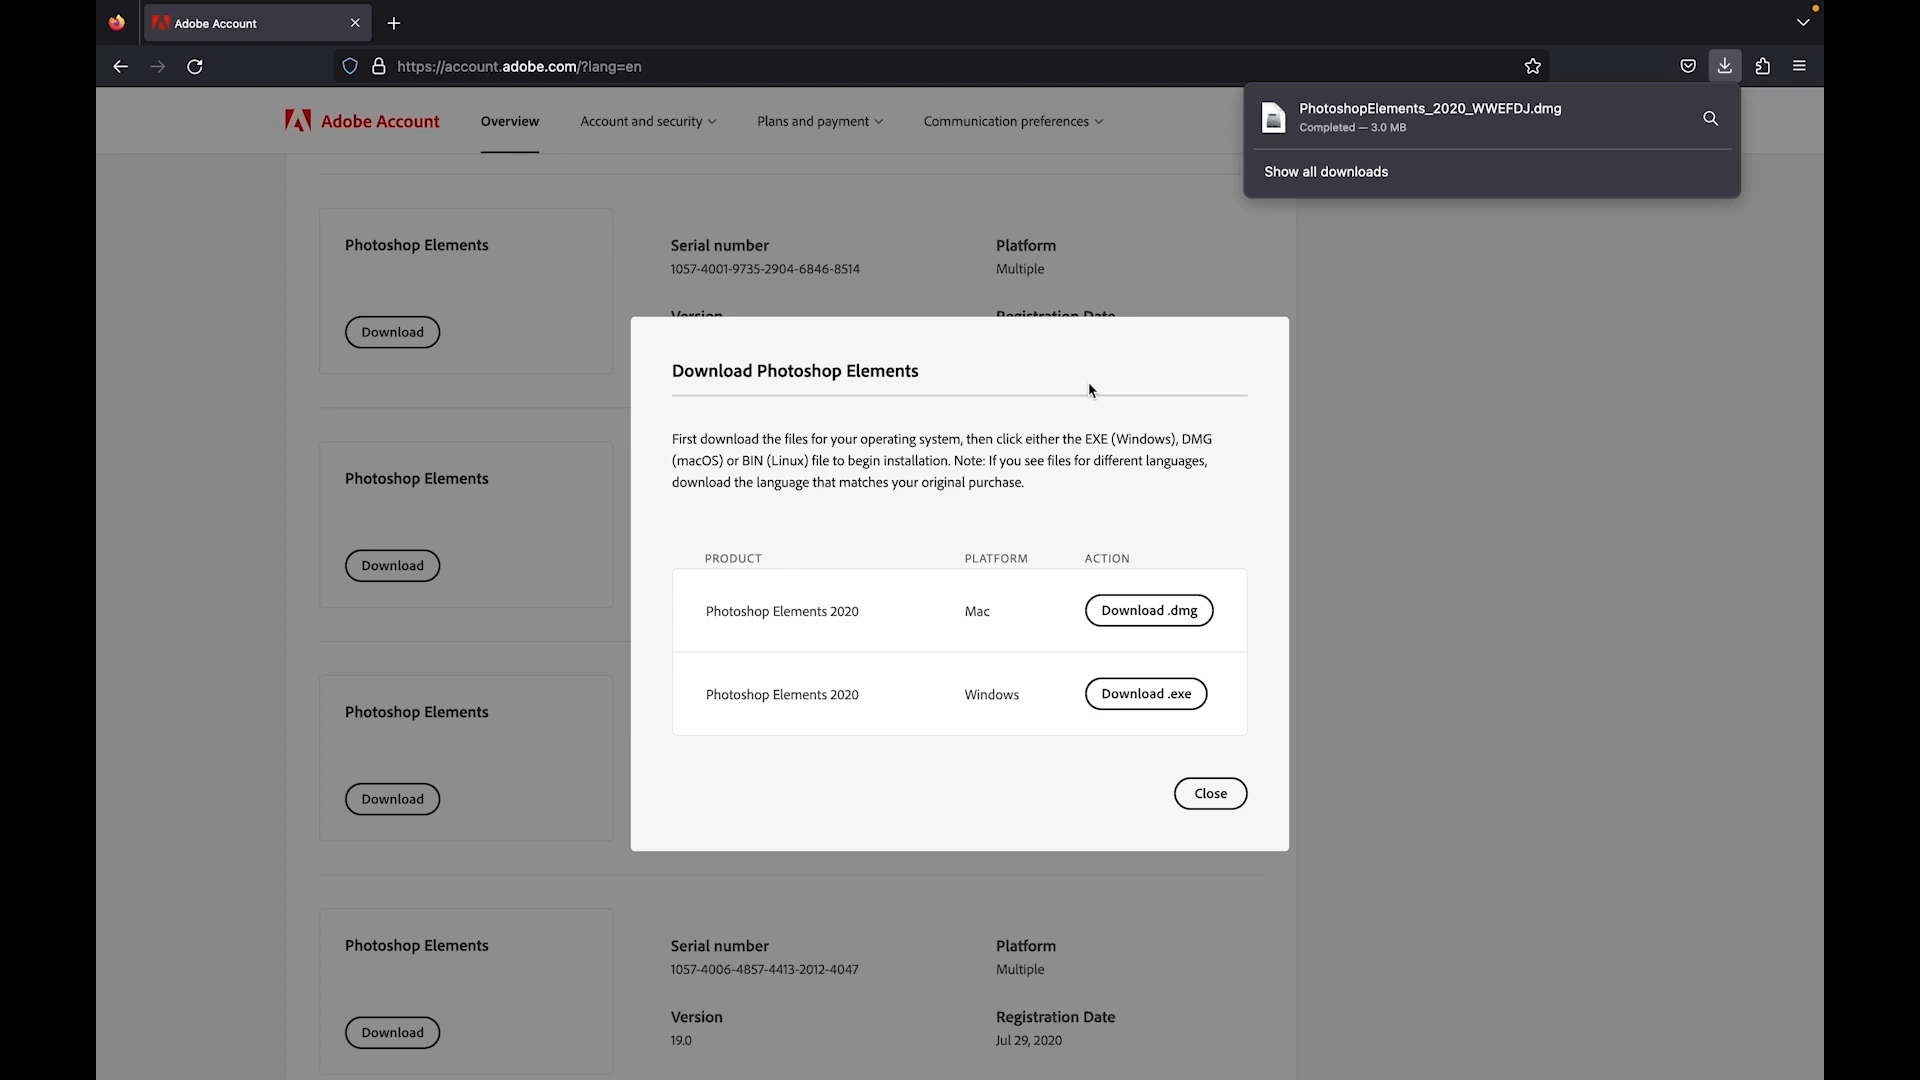 Adobe Account
https://account.adobe.com/?lang=en
PhotoshopElements_2020_WWEFDJ.dmg
Completed — 3.0 MB
Show all downloads
Adobe Account
Overview
Account and security
Plans and payment
Communication preferences
Photoshop Elements
Download
Serial number
1057-4001-9735-2904-6846-8514
Platform
Multiple
Version
Registration Date
Photoshop Elements
Download
Photoshop Elements
Download
Download Photoshop Elements
First download the files for your operating system, then click either the EXE (Windows), DMG
(macOS) or BIN (Linux) file to begin installation. Note: If you see files for different languages,
download the language that matches your original purchase.
PRODUCT PLATFORM ACTION
Photoshop Elements 2020 Mac Download .dmg
Photoshop Elements 2020 Windows Download .exe
Close
Photoshop Elements
Download
Serial number
1057-4006-4857-4413-2012-4047
Platform
Multiple
Version
19.0
Registration Date
Jul 29, 2020